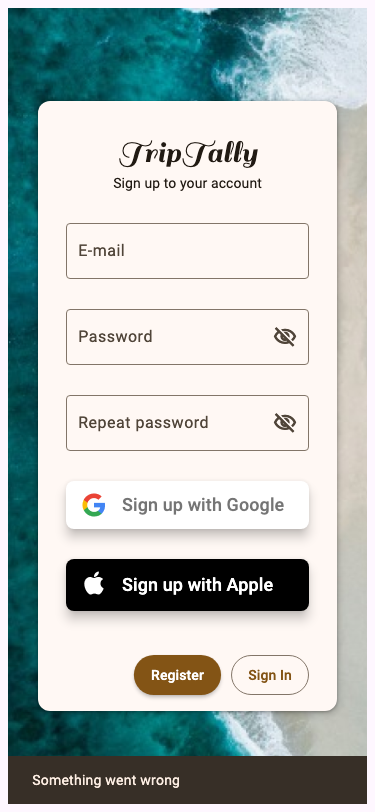 TripTally
Sign up to your account
E-mail
Password
Repeat password
Sign up with Google
Sign up with Apple
Register
Sign In
Something went wrong